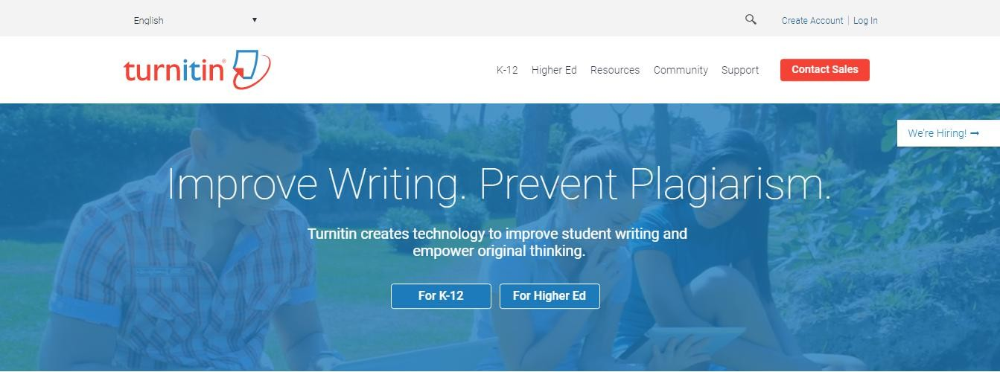 English ▼
Create Account | Log In
turnitin®
K-12 Higher Ed Resources Community Support Contact Sales
We're Hiring! →
Improve Writing. Prevent Plagiarism.
Turnitin creates technology to improve student writing and
empower original thinking.
For K-12 For Higher Ed